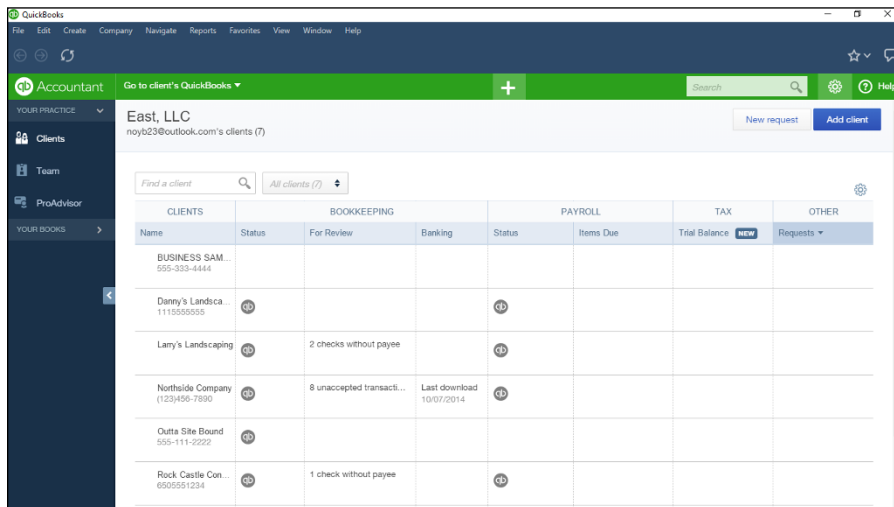 QuickBooks
File Edit Create Company Navigate Reports Favorites View Window Help
qb Accountant Go to client's QuickBooks Search Help
YOUR PRACTICE
Clients
Team
ProAdvisor
YOUR BOOKS
East, LLC
noyb23@outlook.com's clients (7)
New request Add client
Find a client All clients (7)
CLIENTS BOOKKEEPING PAYROLL TAX OTHER
Name Status For Review Banking Status Items Due Trial Balance NEW Requests
BUSINESS SAM...
555-333-4444
Danny's Landsca...
1115555555
Larry's Landscaping 2 checks without payee
Northside Company 8 unaccepted transacti... Last download
(123)456-7890 10/07/2014
Outta Site Bound
555-111-2222
Rock Castle Con... 1 check without payee
6505551234